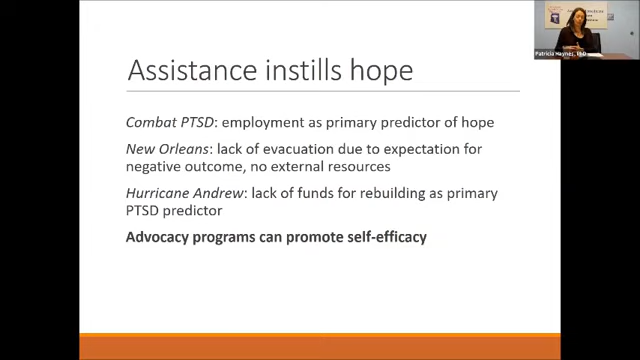 Assistance instills hope
Combat PTSD: employment as primary predictor of hope
New Orleans: lack of evacuation due to expectation for
negative outcome, no external resources
Hurricane Andrew: lack of funds for rebuilding as primary
PTSD predictor
Advocacy programs can promote self-efficacy
Patricia Haynes, PhD